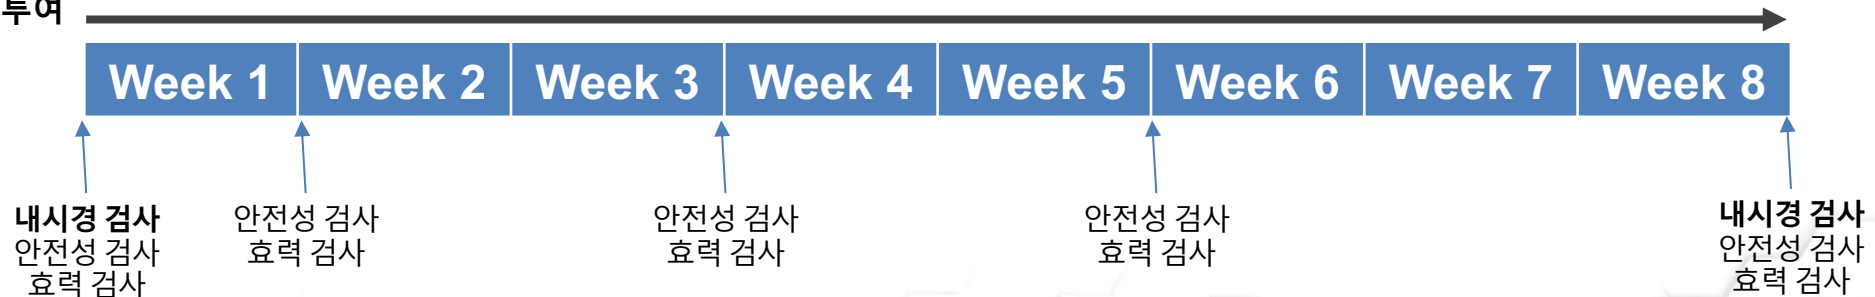 투여
Week 1 Week 2 Week 3 Week 4 Week 5 Week 6 Week 7 Week 8
내시경 검사
안전성 검사
효력 검사
안전성 검사
효력 검사
안전성 검사
효력 검사
안전성 검사
효력 검사
내시경 검사
안전성 검사
효력 검사